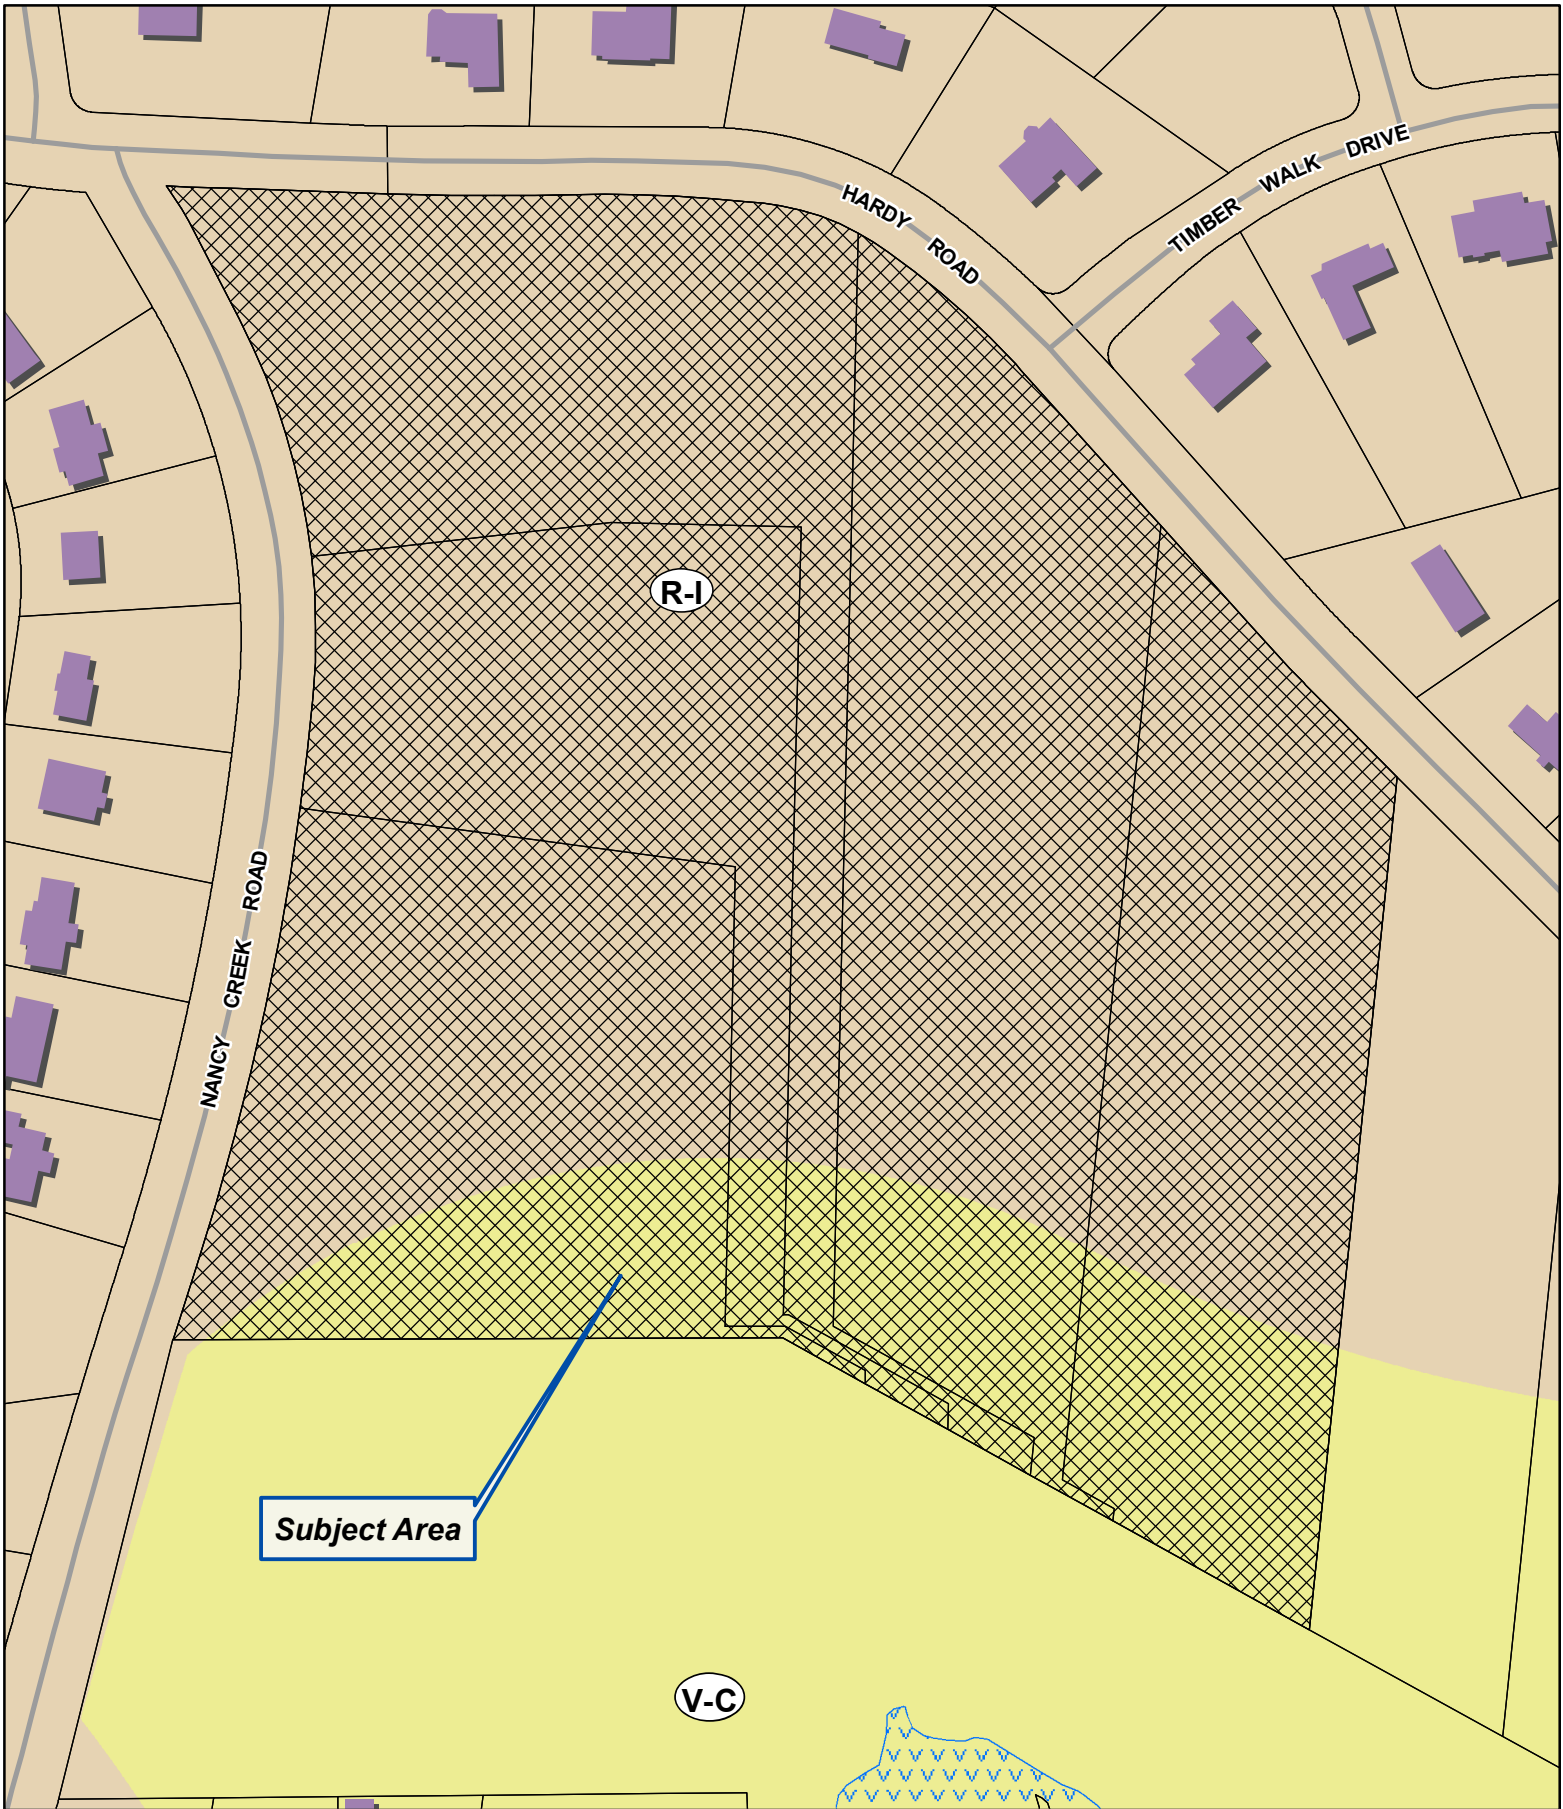 HARDY ROAD
TIMBER WALK DRIVE
R-I
NANCY CREEK ROAD
Subject Area
V-C